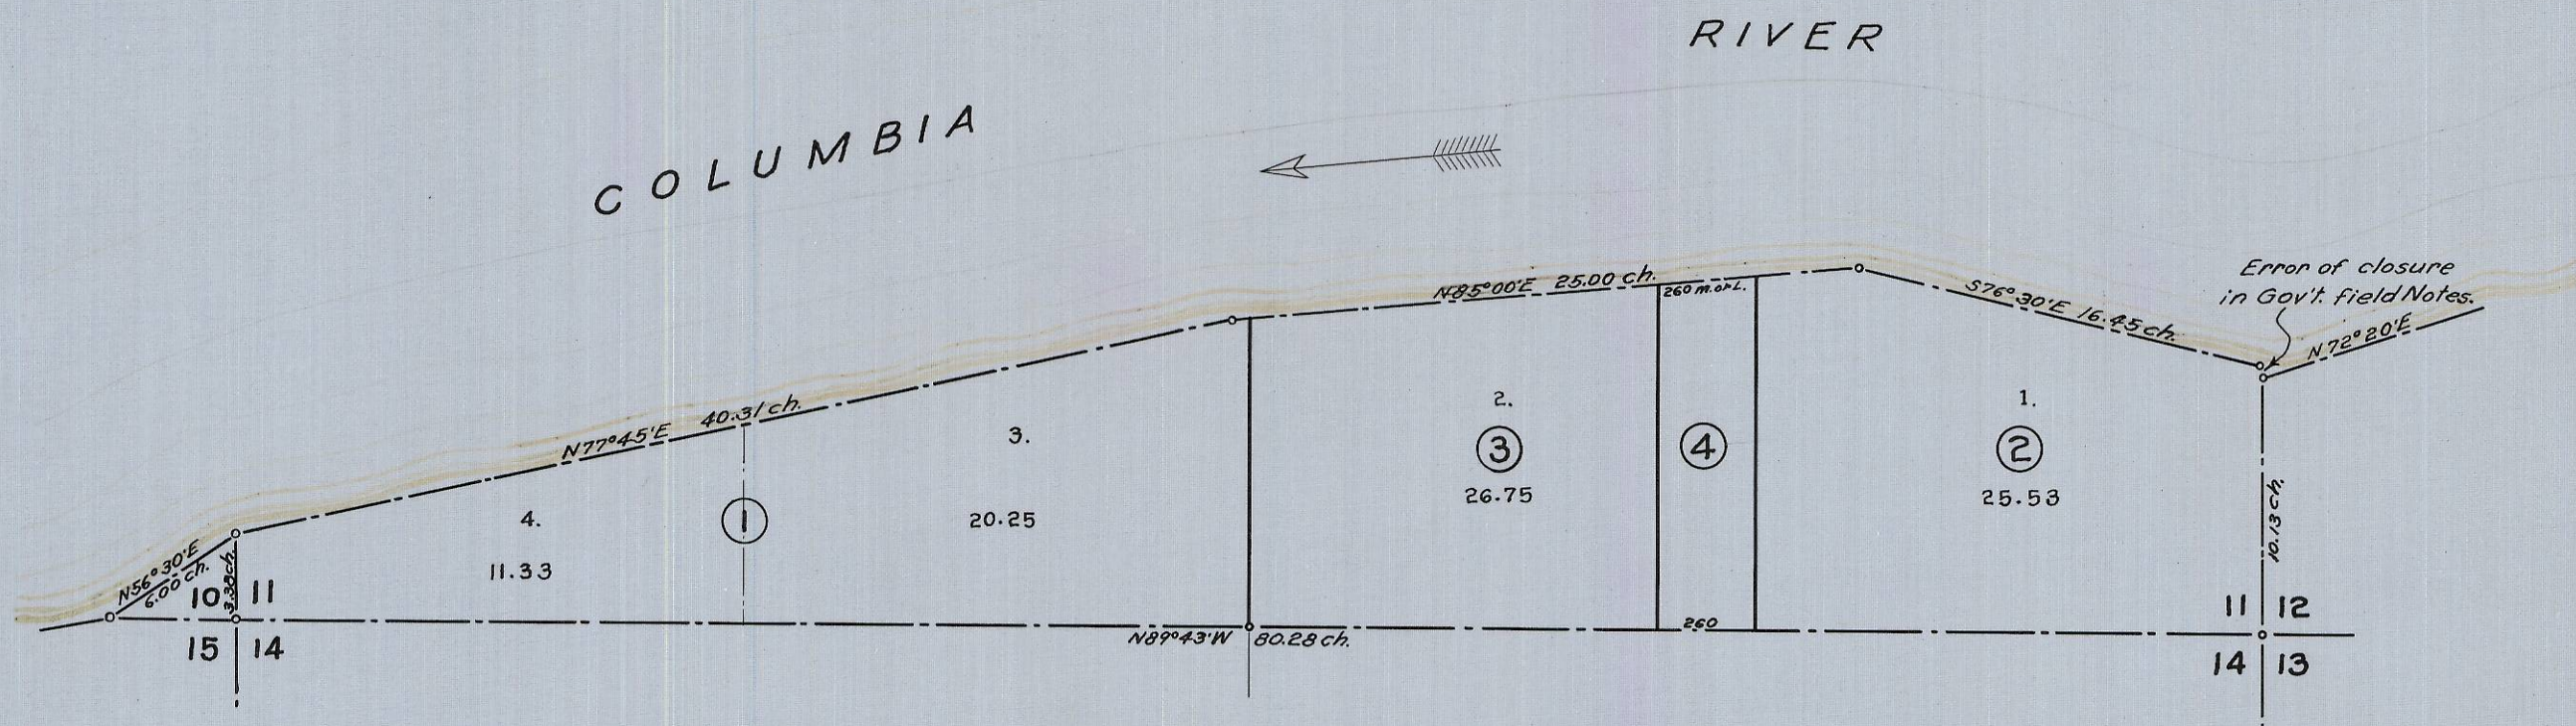 RIVER
COLUMBIA
Error of closure
in Gov't. field Notes.
N85°00'E 25.00 ch.
260 m.or L.
S76°30'E 16.45 ch.
N72°20'E
N77°45'E 40.31 ch.
4.
11.33
1
3.
20.25
2.
3
26.75
4
1.
2
25.53
10.13 ch.
N56°30'E
6.00 ch.
3.38 ch.
10 11
15 14
N89°43'W 80.28 ch.
260
11 12
14 13